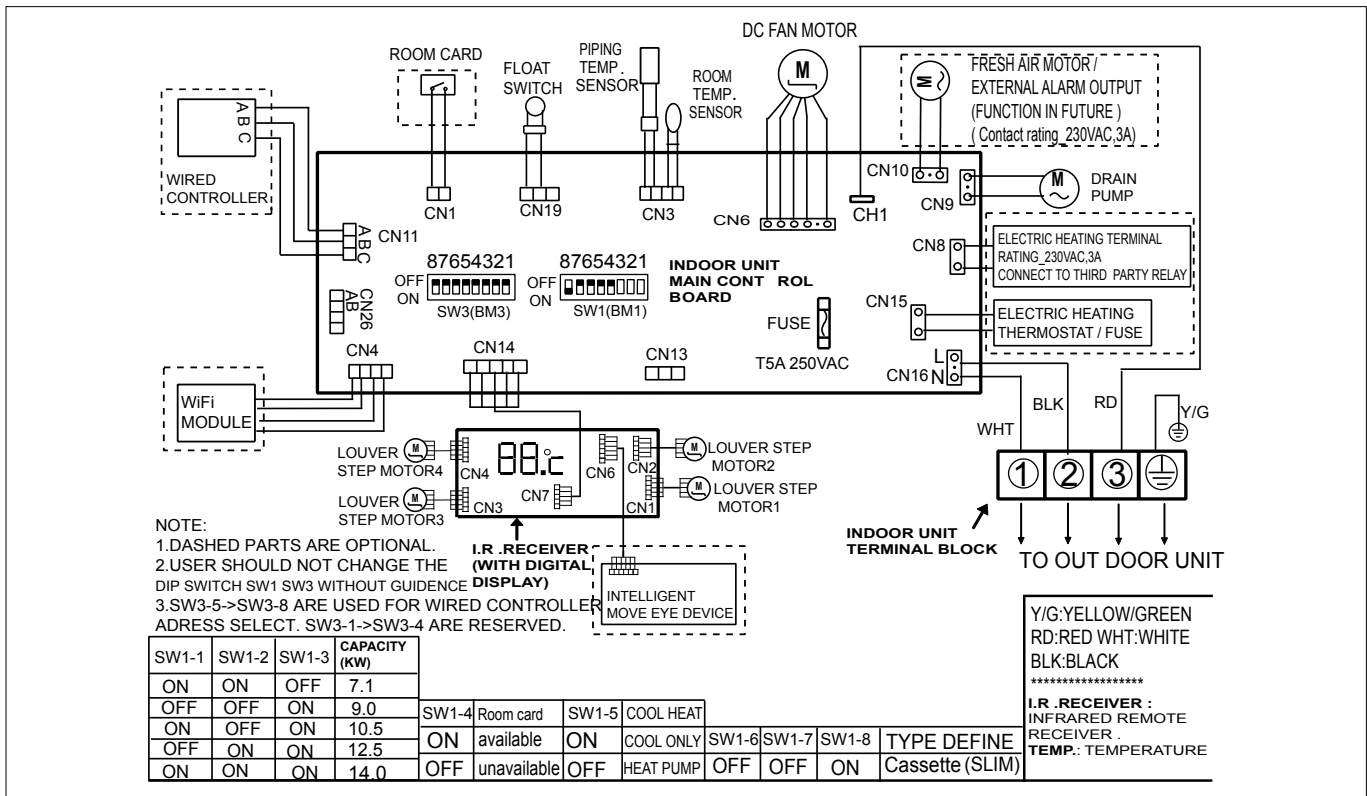 DC FAN MOTOR
ROOM CARD
FLOAT
SWITCH
PIPING
TEMP.
SENSOR
ROOM
TEMP.
SENSOR
M
M
FRESH AIR MOTOR /
EXTERNAL ALARM OUTPUT
(FUNCTION IN FUTURE )
( Contact rating_230VAC,3A)
A
B
C
WIRED
CONTROLLER
CN1
CN19
CN3
CN6
CH1
CN10
CN9
M
DRAIN
PUMP
A
B
C
CN11
CN8
ELECTRIC HEATING TERMINAL
RATING_230VAC,3A
CONNECT TO THIRD PARTY RELAY
87654321
OFF
ON
SW3(BM3)
87654321
OFF
ON
SW1(BM1)
INDOOR UNIT
MAIN CONT ROL
BOARD
CN26
AB
FUSE
T5A 250VAC
CN15
ELECTRIC HEATING
THERMOSTAT / FUSE
CN4
CN14
CN13
CN16
L
N
WiFi
MODULE
WHT
BLK
RD
Y/G
LOUVER
STEP MOTOR4
M
CN4
88.°c
CN6
CN2
M
LOUVER STEP
MOTOR2
LOUVER
STEP MOTOR3
M
CN3
CN7
CN1
M
LOUVER STEP
MOTOR1
1 2 3
INDOOR UNIT
TERMINAL BLOCK
TO OUT DOOR UNIT
I.R .RECEIVER
(WITH DIGITAL
DISPLAY)
INTELLIGENT
MOVE EYE DEVICE
NOTE:
1.DASHED PARTS ARE OPTIONAL.
2.USER SHOULD NOT CHANGE THE
DIP SWITCH SW1 SW3 WITHOUT GUIDENCE
3.SW3-5->SW3-8 ARE USED FOR WIRED CONTROLLER
ADRESS SELECT. SW3-1->SW3-4 ARE RESERVED.
SW1-1 SW1-2 SW1-3 CAPACITY (KW)
ON ON OFF 7.1
OFF OFF ON 9.0
ON OFF ON 10.5
OFF ON ON 12.5
ON ON ON 14.0
SW1-4 Room card SW1-5 COOL HEAT
ON available ON COOL ONLY SW1-6 SW1-7 SW1-8 TYPE DEFINE
OFF unavailable OFF HEAT PUMP OFF OFF ON Cassette (SLIM)
Y/G:YELLOW/GREEN
RD:RED WHT:WHITE
BLK:BLACK
******************
I.R .RECEIVER :
INFRARED REMOTE
RECEIVER .
TEMP.: TEMPERATURE